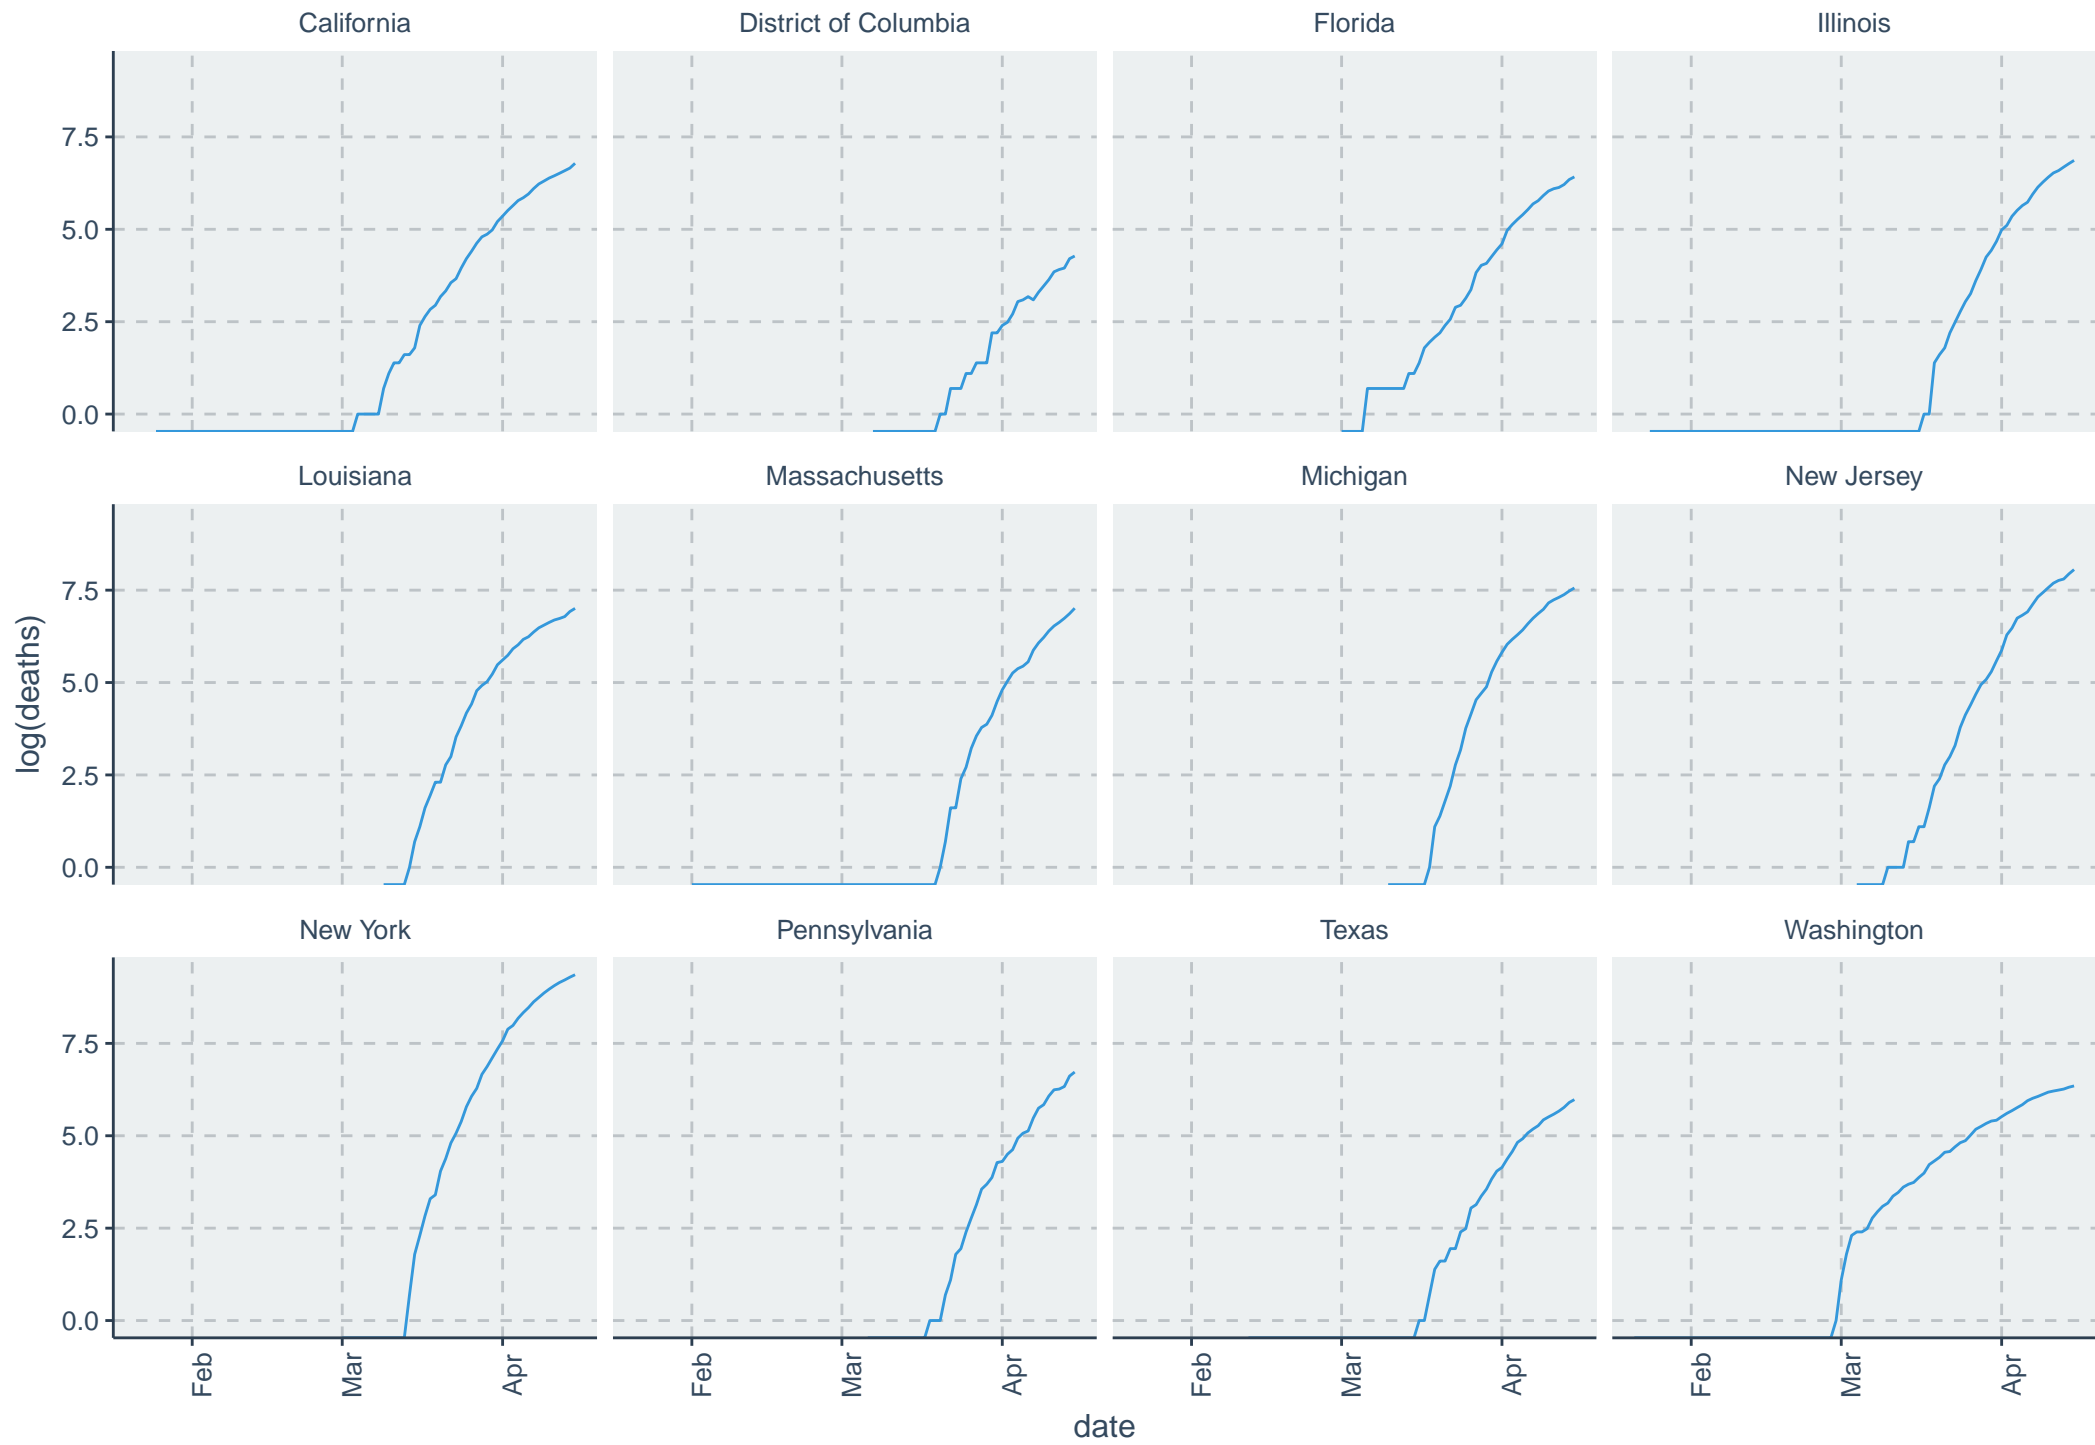 California District of Columbia Florida Illinois
7.5
5.0
2.5
0.0
Louisiana Massachusetts Michigan New Jersey
7.5
5.0
2.5
0.0
log(deaths)
New York Pennsylvania Texas Washington
7.5
5.0
2.5
0.0
Feb Mar Apr Feb Mar Apr Feb Mar Apr Feb Mar Apr
date